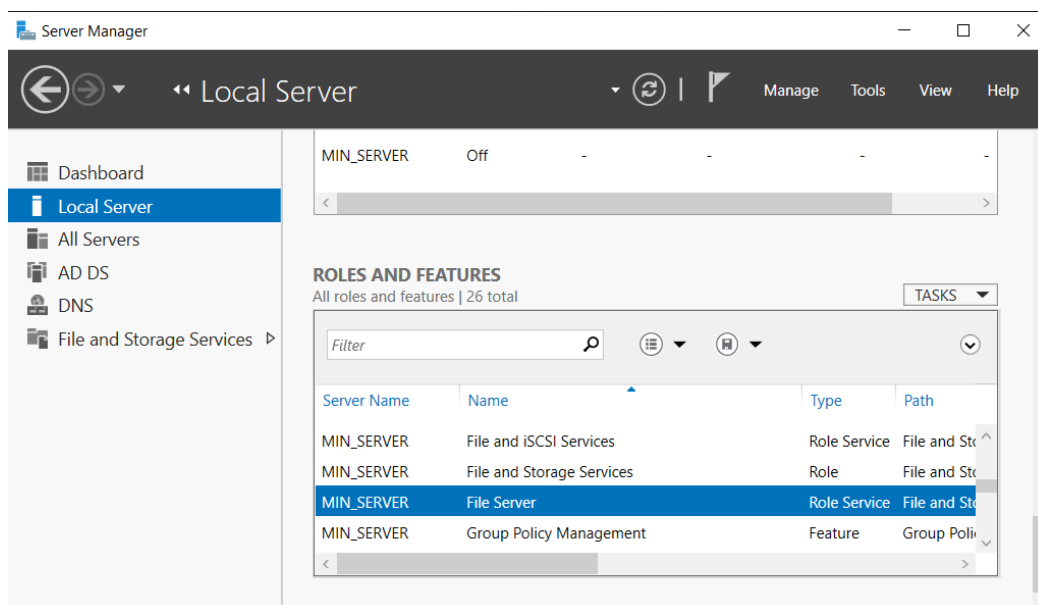 Server Manager
Local Server
Manage Tools View Help
Dashboard
Local Server
All Servers
AD DS
DNS
File and Storage Services
MIN_SERVER Off - - - -
ROLES AND FEATURES
All roles and features | 26 total
TASKS
Filter
Server Name Name Type Path
MIN_SERVER File and iSCSI Services Role Service File and Sto
MIN_SERVER File and Storage Services Role File and Sto
MIN_SERVER File Server Role Service File and Sto
MIN_SERVER Group Policy Management Feature Group Poli